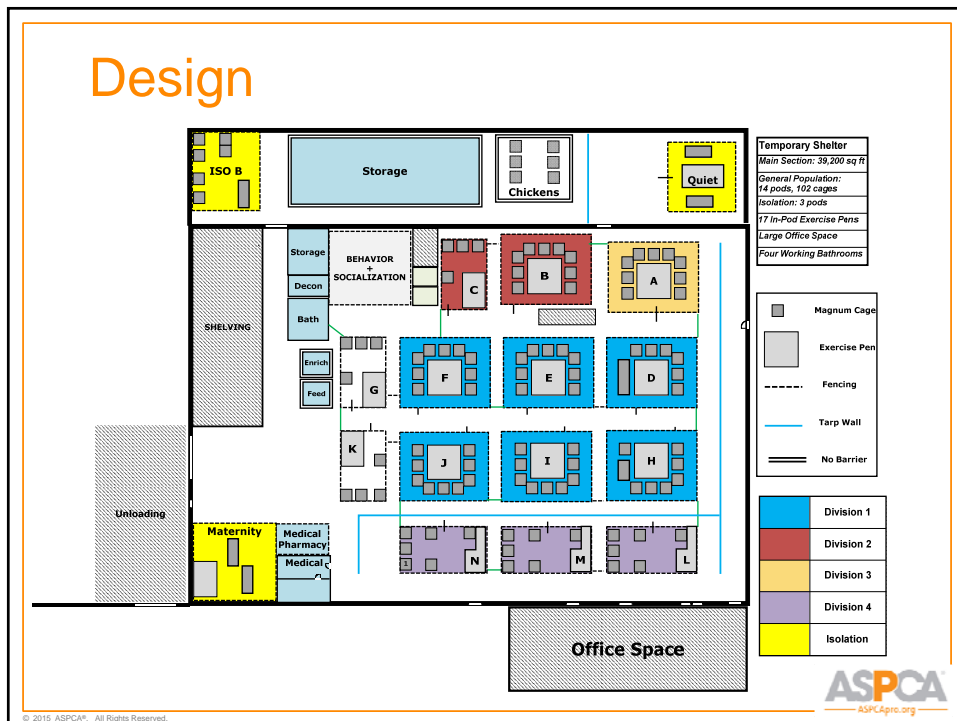 Design
ISO B
Storage
Chickens
Quiet
Temporary Shelter
Main Section: 39,200 sq ft
General Population:
14 pods, 102 cages
Isolation: 3 pods
17 In-Pod Exercise Pens
Large Office Space
Four Working Bathrooms
Storage
Decon
Bath
BEHAVIOR
+
SOCIALIZATION
C
B
A
SHELVING
Enrich
Feed
G
F
E
D
K
J
I
H
Magnum Cage
Exercise Pen
Fencing
Tarp Wall
No Barrier
Unloading
Maternity
Medical
Pharmacy
Medical
1
N
M
L
Division 1
Division 2
Division 3
Division 4
Isolation
Office Space
ASPCA
ASPCApro.org
© 2015 ASPCA®. All Rights Reserved.